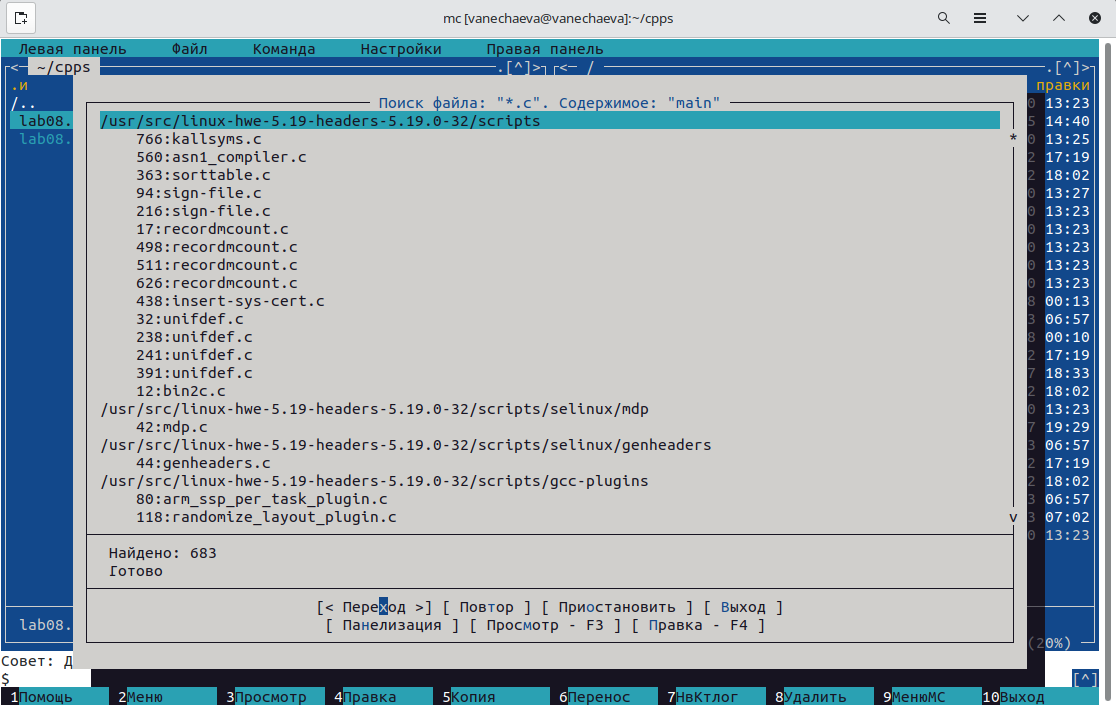 mc [vanechaeva@vanechaeva]:~/cpps
Левая панель Файл Команда Настройки Правая панель
<─ ~/cpps .[^]> <─ / .[^]>
.и правки
/..
lab08.
lab08.
Поиск файла: "*.c". Содержимое: "main"
/usr/src/linux-hwe-5.19-headers-5.19.0-32/scripts
766:kallsyms.c
560:asn1_compiler.c
363:sorttable.c
94:sign-file.c
216:sign-file.c
17:recordmcount.c
498:recordmcount.c
511:recordmcount.c
626:recordmcount.c
438:insert-sys-cert.c
32:unifdef.c
238:unifdef.c
241:unifdef.c
391:unifdef.c
12:bin2c.c
/usr/src/linux-hwe-5.19-headers-5.19.0-32/scripts/selinux/mdp
42:mdp.c
/usr/src/linux-hwe-5.19-headers-5.19.0-32/scripts/selinux/genheaders
44:genheaders.c
/usr/src/linux-hwe-5.19-headers-5.19.0-32/scripts/gcc-plugins
80:arm_ssp_per_task_plugin.c
118:randomize_layout_plugin.c
*
v
0 13:23
5 14:40
0 13:25
2 17:19
2 18:02
0 13:27
0 13:23
0 13:23
0 13:23
0 13:23
0 13:23
8 00:13
3 06:57
8 00:10
2 17:19
7 18:33
2 18:02
0 13:23
7 19:29
3 06:57
2 17:19
2 18:02
3 06:57
3 07:02
0 13:23
Найдено: 683
Готово
[< Переход >] [ Повтор ] [ Приостановить ] [ Выход ]
[ Панелизация ] [ Просмотр - F3 ] [ Правка - F4 ]
lab08.
(20%)
Совет: Д
$ [^]
1Помощь 2Меню 3Просмотр 4Правка 5Копия 6Перенос 7НвКтлог 8Удалить 9МенюМС 10Выход